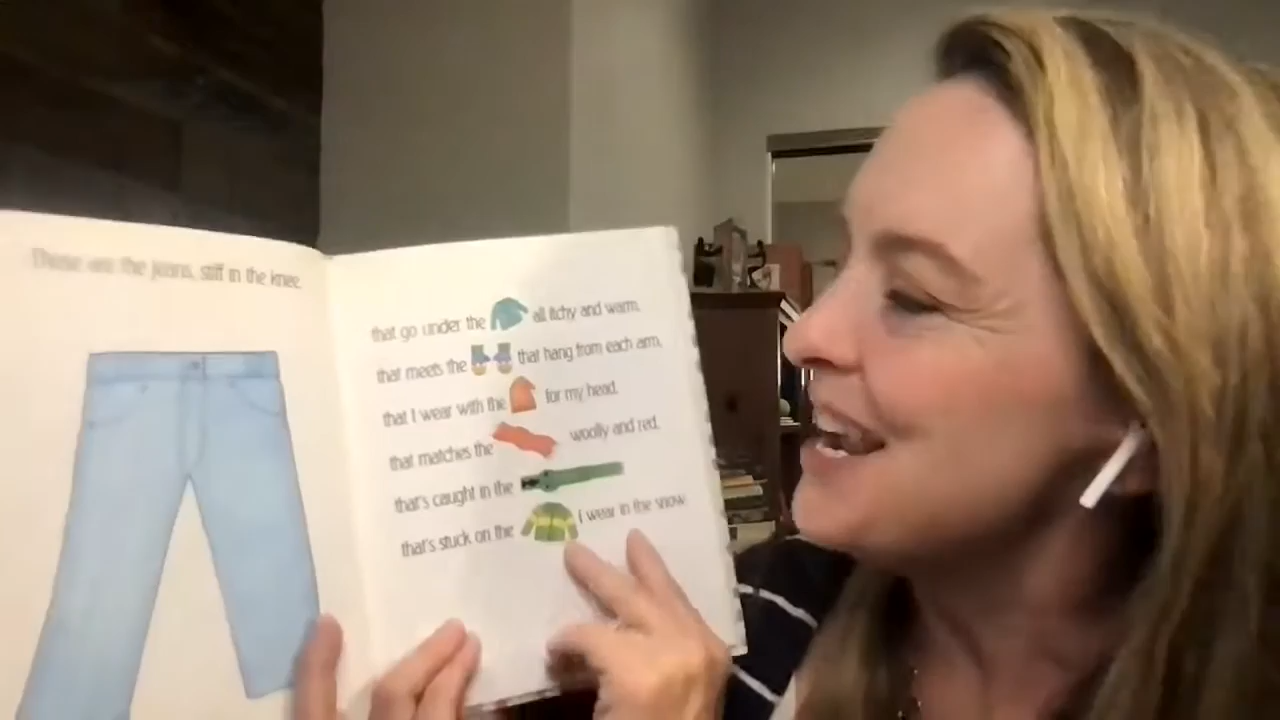 These are the jeans, stiff in the knee,
that go under the all itchy and warm,
that meets the that hang from each arm,
that I wear with the for my head,
that matches the woolly and red,
that's caught in the
that's stuck on the I wear in the snow.